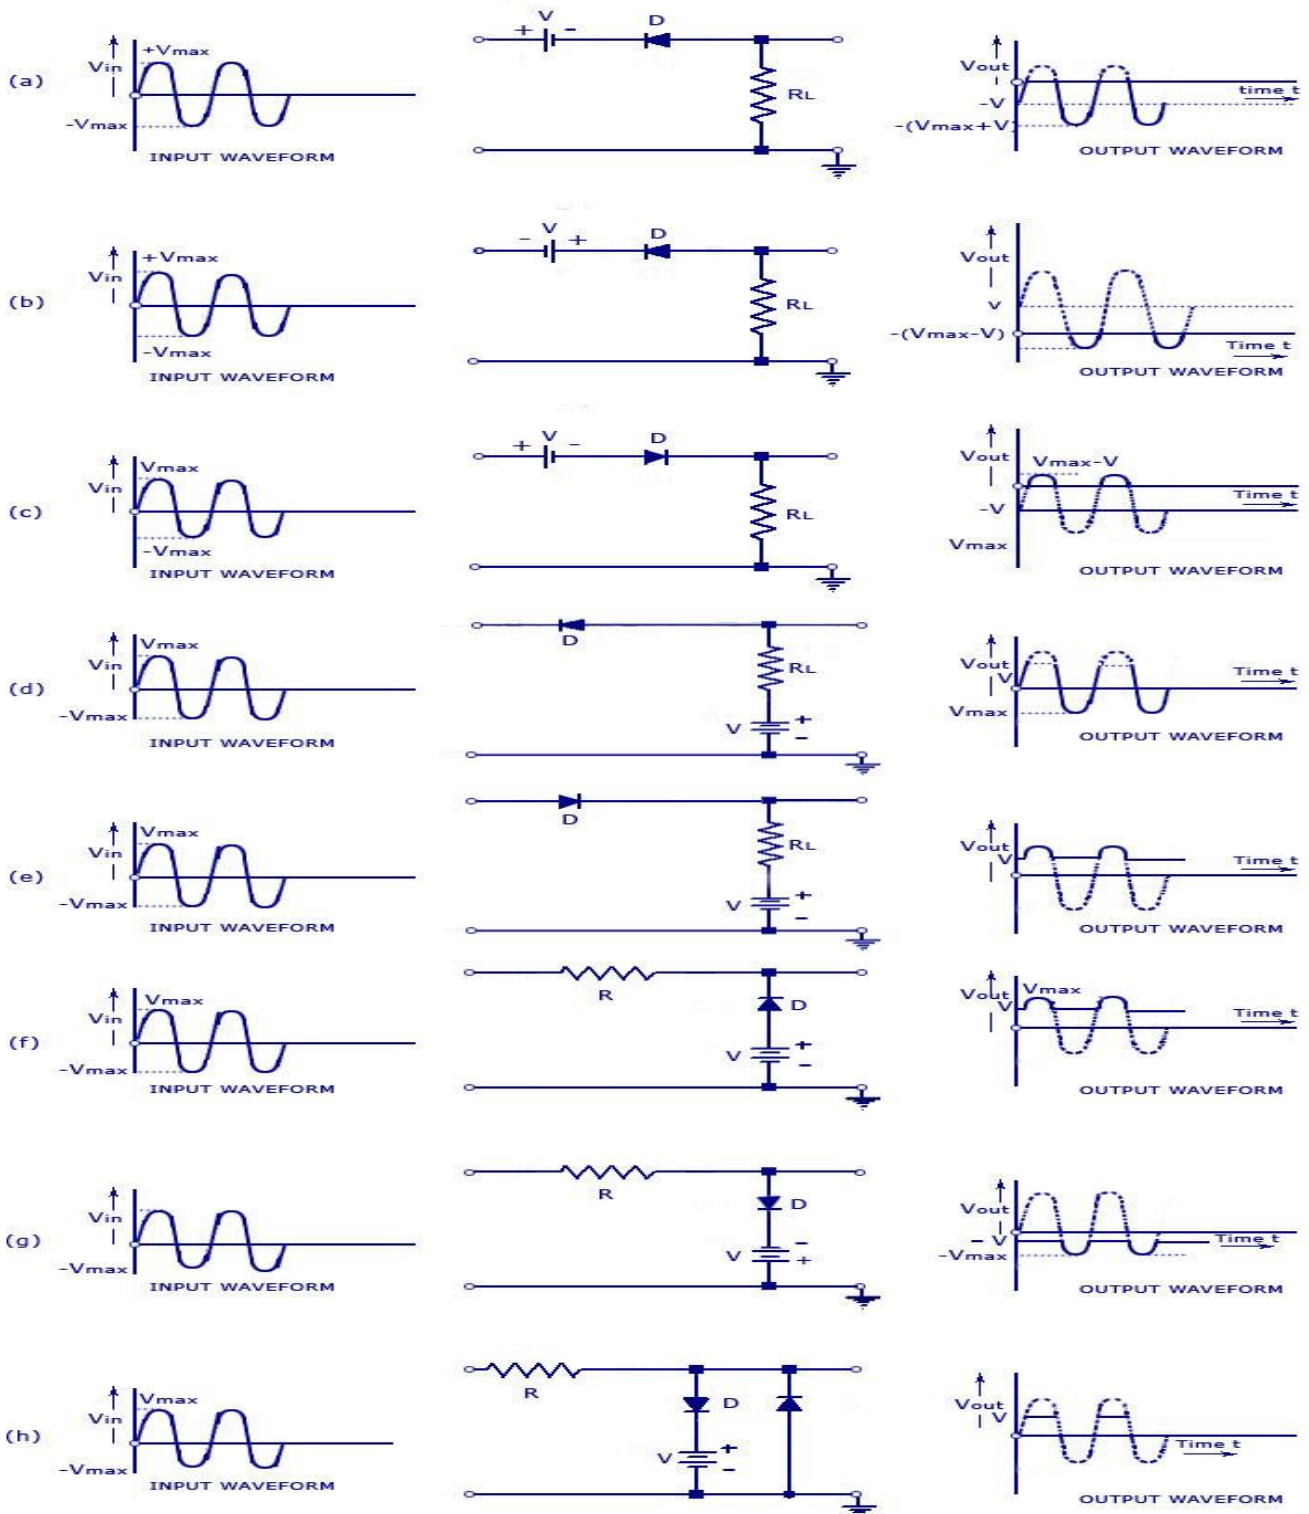 (a)
Vin
+Vmax
-Vmax
INPUT WAVEFORM
+ V -
D
RL
Vout
-V
-(Vmax+V)
time t
OUTPUT WAVEFORM
(b)
Vin
+Vmax
-Vmax
INPUT WAVEFORM
- V +
D
RL
Vout
V
-(Vmax-V)
Time t
OUTPUT WAVEFORM
(c)
Vin
Vmax
-Vmax
INPUT WAVEFORM
+ V -
D
RL
Vout
Vmax-V
Time t
-V
Vmax
OUTPUT WAVEFORM
(d)
Vin
Vmax
-Vmax
INPUT WAVEFORM
D
RL
V + -
Vout
V
Time t
Vmax
OUTPUT WAVEFORM
(e)
Vin
Vmax
-Vmax
INPUT WAVEFORM
D
RL
V + -
Vout
V
Time t
OUTPUT WAVEFORM
(f)
Vin
Vmax
-Vmax
INPUT WAVEFORM
R
D
V + -
Vout
V
Vmax
Time t
OUTPUT WAVEFORM
(g)
Vin
-Vmax
INPUT WAVEFORM
R
D
V - +
Vout
- V
-Vmax
Time t
OUTPUT WAVEFORM
(h)
Vin
Vmax
-Vmax
INPUT WAVEFORM
R
D
V + -
Vout
V
Time t
OUTPUT WAVEFORM